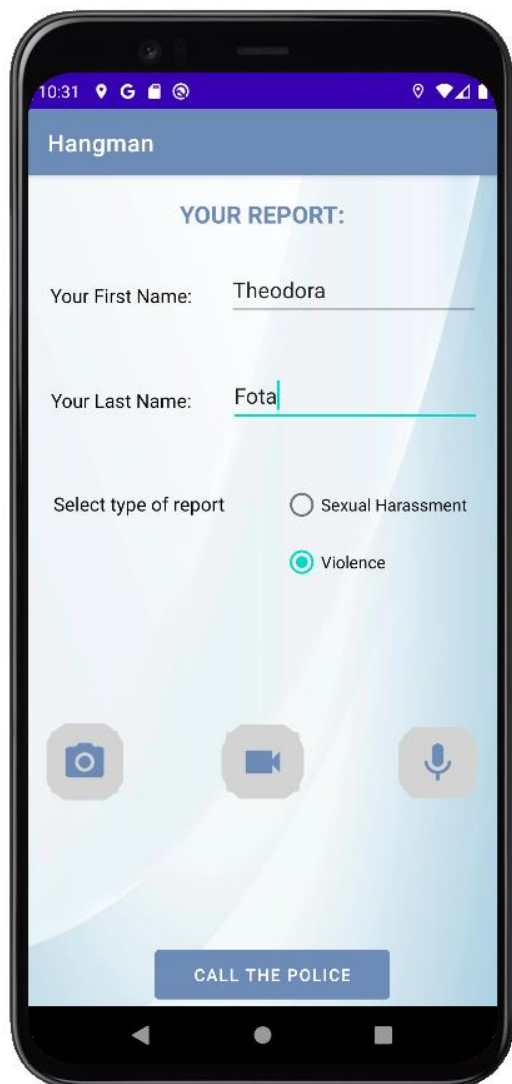 10:31 G
Hangman
YOUR REPORT:
Your First Name: Theodora
Your Last Name: Fota
Select type of report Sexual Harassment
Violence
CALL THE POLICE